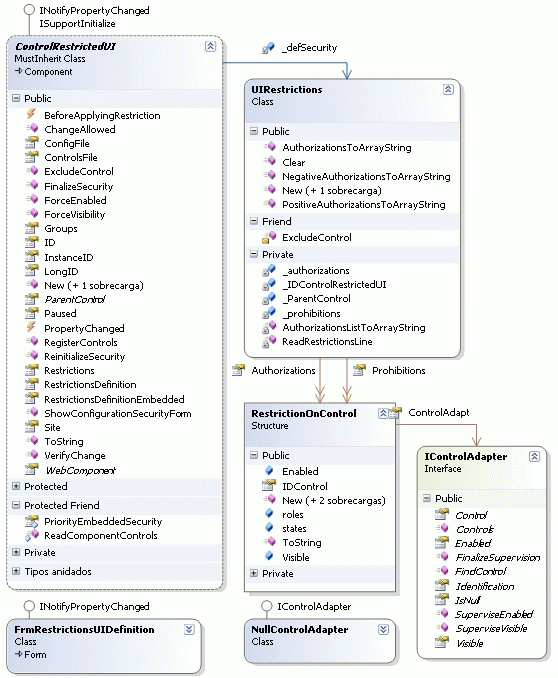 INotifyPropertyChanged
ISupportInitialize
ControlRestrictedUI
MustInherit Class
Component
Public
BeforeApplyingRestriction
ChangeAllowed
ConfigFile
ControlsFile
ExcludeControl
FinalizeSecurity
ForceEnabled
ForceVisibility
Groups
ID
InstanceID
LongID
New (+ 1 sobrecarga)
ParentControl
Paused
PropertyChanged
RegisterControls
ReinitializeSecurity
Restrictions
RestrictionsDefinition
RestrictionsDefinitionEmbedded
ShowConfigurationSecurityForm
Site
ToString
VerifyChange
WebComponent
Protected
Protected Friend
PriorityEmbeddedSecurity
ReadComponentControls
Private
Tipos anidados
_defSecurity
UIRestrictions
Class
Public
AuthorizationsToArrayString
Clear
NegativeAuthorizationsToArrayString
New (+ 1 sobrecarga)
PositiveAuthorizationsToArrayString
Friend
ExcludeControl
Private
_authorizations
_IDControlRestrictedUI
_ParentControl
_prohibitions
AuthorizationsListToArrayString
ReadRestrictionsLine
Authorizations
Prohibitions
RestrictionOnControl
Structure
Public
Enabled
IDControl
New (+ 2 sobrecargas)
roles
states
ToString
Visible
Private
ControlAdapt
IControlAdapter
Interface
Public
Control
Controls
Enabled
FinalizeSupervision
FindControl
Identification
IsNull
SuperviseEnabled
SuperviseVisible
Visible
INotifyPropertyChanged
FrmRestrictionsUIDefinition
Class
Form
IControlAdapter
NullControlAdapter
Class